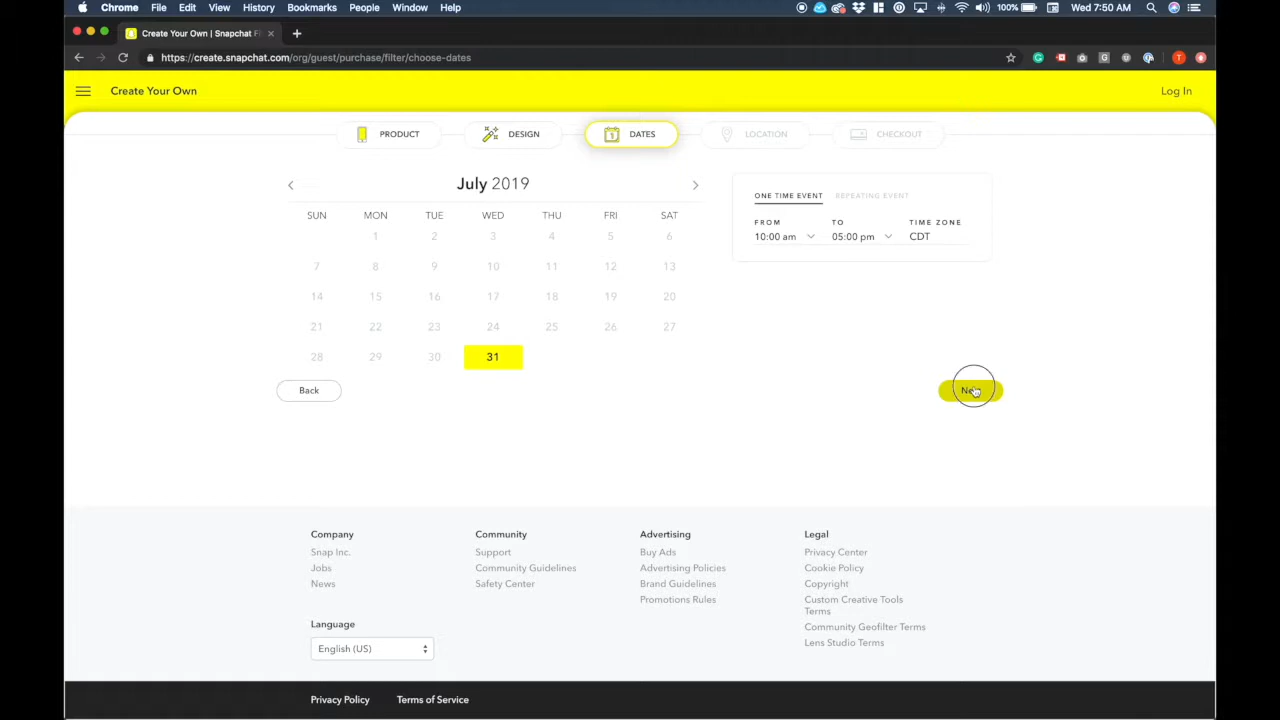 Chrome File Edit View History Bookmarks People Window Help 100% Wed 7:50 AM
Create Your Own | Snapchat Fi
https://create.snapchat.com/org/guest/purchase/filter/choose-dates
Create Your Own Log In
PRODUCT DESIGN DATES LOCATION CHECKOUT
July 2019
SUN MON TUE WED THU FRI SAT
1 2 3 4 5 6
7 8 9 10 11 12 13
14 15 16 17 18 19 20
21 22 23 24 25 26 27
28 29 30 31
ONE TIME EVENT REPEATING EVENT
FROM TO TIME ZONE
10:00 am 05:00 pm CDT
Back
Company
Snap Inc.
Jobs
News
Community
Support
Community Guidelines
Safety Center
Advertising
Buy Ads
Advertising Policies
Brand Guidelines
Promotions Rules
Legal
Privacy Center
Cookie Policy
Copyright
Custom Creative Tools
Terms
Community Geofilter Terms
Lens Studio Terms
Language
English (US)
Privacy Policy Terms of Service